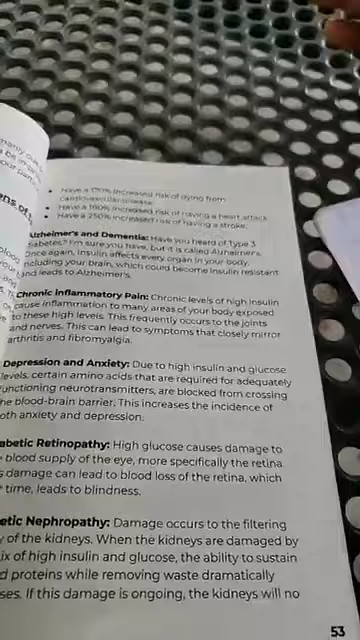 • Have a 170% increased risk of dying from
cardiovascular disease.
• Have a 160% increased risk of having a heart attack.
• Have a 250% increased risk of having a stroke.
Alzheimer's and Dementia: Have you heard of Type 3
diabetes? I'm sure you have, but it is called Alzheimer's.
Once again, Insulin affects every organ in your body,
including your brain, which could become Insulin resistant
and leads to Alzheimer's.
Chronic Inflammatory Pain: Chronic levels of high insulin
cause inflammation to many areas of your body exposed
to these high levels. This frequently occurs to the joints
and nerves. This can lead to symptoms that closely mirror
arthritis and fibromyalgia.
Depression and Anxiety: Due to high insulin and glucose
levels, certain amino acids that are required for adequately
functioning neurotransmitters, are blocked from crossing
he blood-brain barrier. This increases the incidence of
oth anxiety and depression.
abetic Retinopathy: High glucose causes damage to
blood supply of the eye, more specifically the retina.
s damage can lead to blood loss of the retina, which
time, leads to blindness.
etic Nephropathy: Damage occurs to the filtering
y of the kidneys. When the kidneys are damaged by
ix of high insulin and glucose, the ability to sustain
d proteins while removing waste dramatically
ses. If this damage is ongoing, the kidneys will no
53